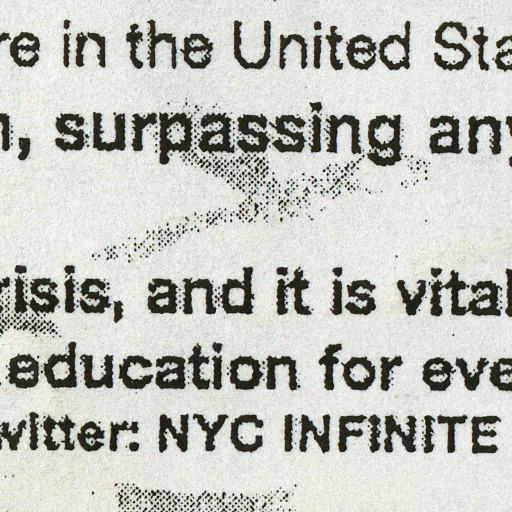 re in the United Sta
n, surpassing any
risis, and it is vital
education for eve
witter: NYC INFINITE